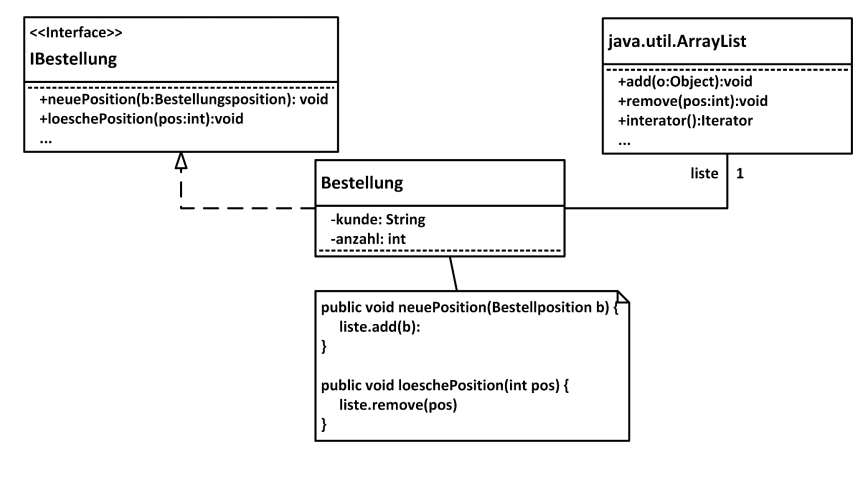 <<Interface>>
IBestellung
+neuePosition(b:Bestellungsposition): void
+loeschePosition(pos:int):void
...
java.util.ArrayList
+add(o:Object):void
+remove(pos:int):void
+interator():Iterator
...
liste 1
Bestellung
-kunde: String
-anzahl: int
public void neuePosition(Bestellposition b) {
liste.add(b):
}
public void loeschePosition(int pos) {
liste.remove(pos)
}